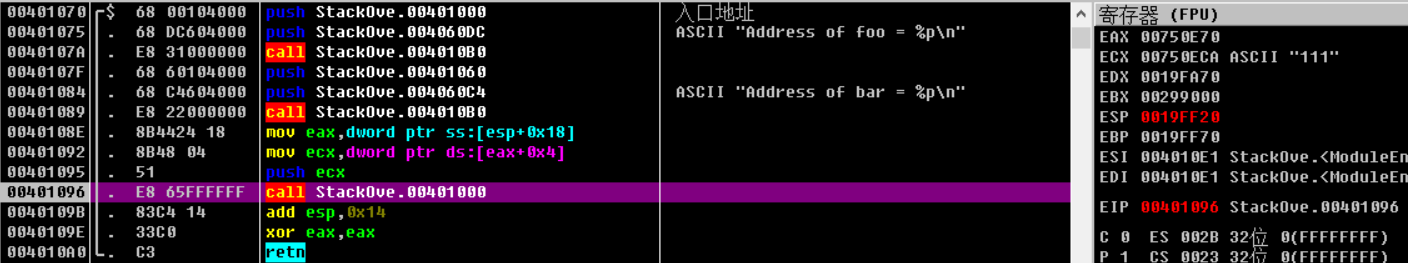 00401070 $ 68 00104000 push StackOve.00401000 入口地址
00401075 . 68 DC604000 push StackOve.004060DC ASCII "Address of foo = %p\n"
0040107A . E8 31000000 call StackOve.004010B0
0040107F . 68 60104000 push StackOve.00401060
00401084 . 68 C4604000 push StackOve.004060C4 ASCII "Address of bar = %p\n"
00401089 . E8 22000000 call StackOve.004010B0
0040108E . 8B4424 18 mov eax,dword ptr ss:[esp+0x18]
00401092 . 8B48 04 mov ecx,dword ptr ds:[eax+0x4]
00401095 . 51 push ecx
00401096 . E8 65FFFFFF call StackOve.00401000
0040109B . 83C4 14 add esp,0x14
0040109E . 33C0 xor eax,eax
004010A0 . C3 retn
寄存器 (FPU)
EAX 00750E70
ECX 00750ECA ASCII "111"
EDX 0019FA70
EBX 00299000
ESP 0019FF20
EBP 0019FF70
ESI 004010E1 StackOve.<ModuleEn
EDI 004010E1 StackOve.<ModuleEn
EIP 00401096 StackOve.00401096
C 0 ES 002B 32位 0(FFFFFFFF)
P 1 CS 0023 32位 0(FFFFFFFF)